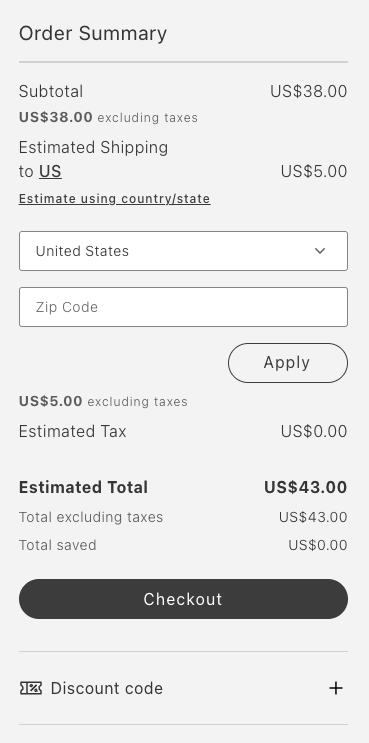 Order Summary
Subtotal US$38.00
US$38.00 excluding taxes
Estimated Shipping
to US US$5.00
Estimate using country/state
United States
Zip Code
Apply
US$5.00 excluding taxes
Estimated Tax US$0.00
Estimated Total US$43.00
Total excluding taxes US$43.00
Total saved US$0.00
Checkout
Discount code